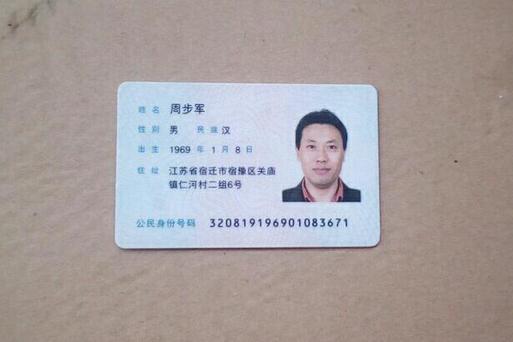 姓名 周步军
性别 男 民族 汉
出生 1969 年 1 月 8 日
住址 江苏省宿迁市宿豫区关庙
镇仁河村二组6号
公民身份号码 320819196901083671